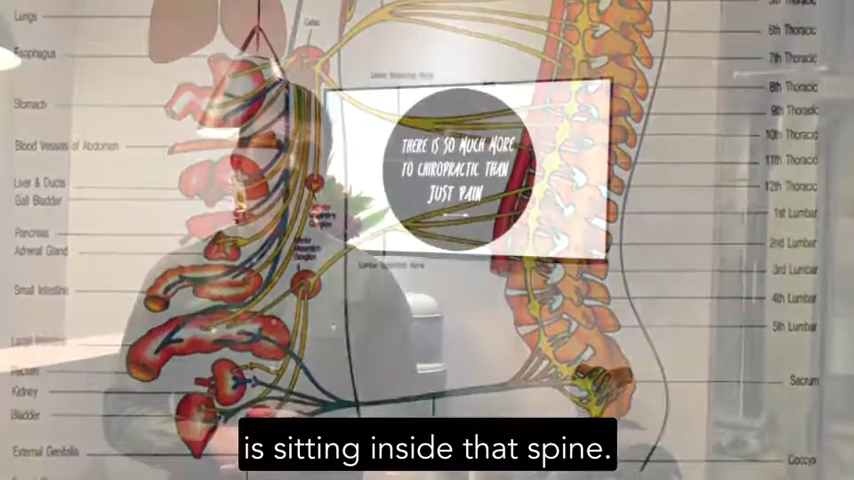 Lungs
Esophagus
Stomach
Blood Vessels of Abdomen
Liver & Ducts
Gall Bladder
Pancreas
Adrenal Gland
Small Intestine
Kidney
Bladder
External Genitalia
THERE IS SO MUCH MORE
TO CHIROPRACTIC THAN
JUST PAIN
6th Thoracic
7th Thoracic
8th Thoracic
9th Thoracic
10th Thoracic
11th Thoracic
12th Thoracic
1st Lumbar
2nd Lumbar
3rd Lumbar
4th Lumbar
5th Lumbar
Sacrum
Coccyx
is sitting inside that spine.